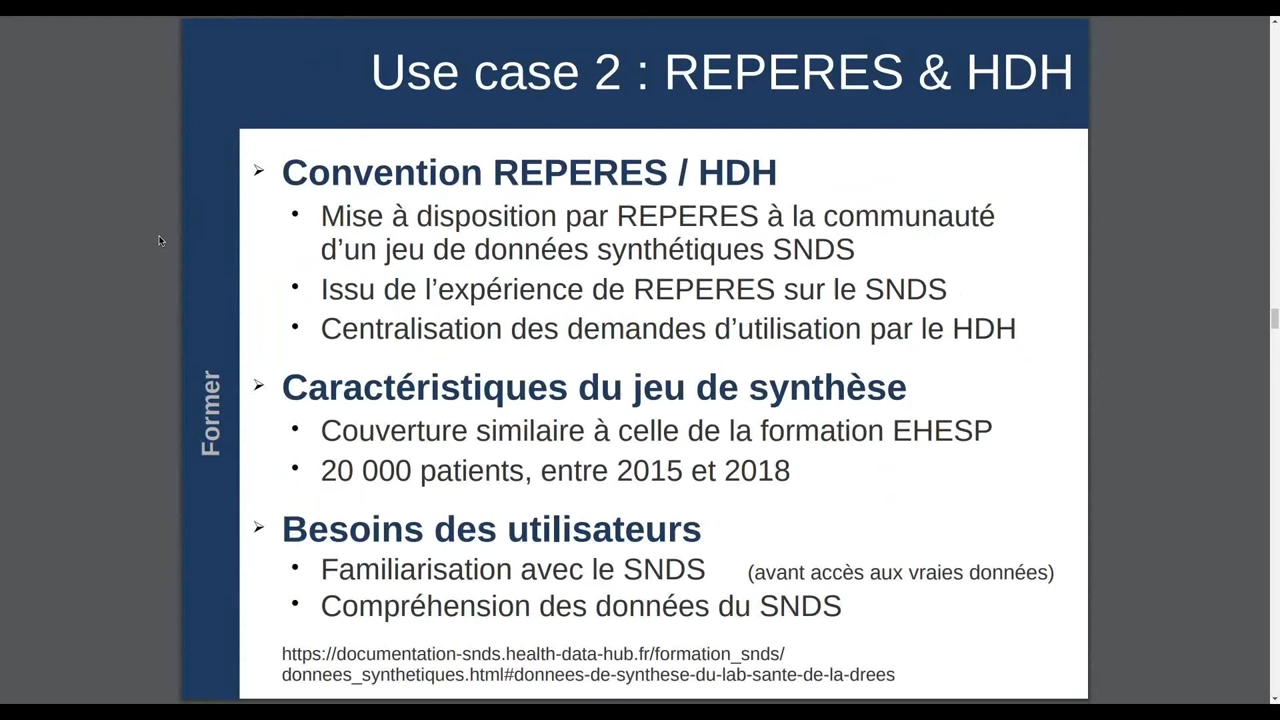 Use case 2 : REPERES & HDH
Convention REPERES / HDH
Mise à disposition par REPERES à la communauté
d’un jeu de données synthétiques SNDS
Issu de l’expérience de REPERES sur le SNDS
Centralisation des demandes d’utilisation par le HDH
Caractéristiques du jeu de synthèse
Couverture similaire à celle de la formation EHESP
20 000 patients, entre 2015 et 2018
Besoins des utilisateurs
Familiarisation avec le SNDS (avant accès aux vraies données)
Compréhension des données du SNDS
https://documentation-snds.health-data-hub.fr/formation_snds/
donnees_synthetiques.html#donnees-de-synthese-du-lab-sante-de-la-drees
Former